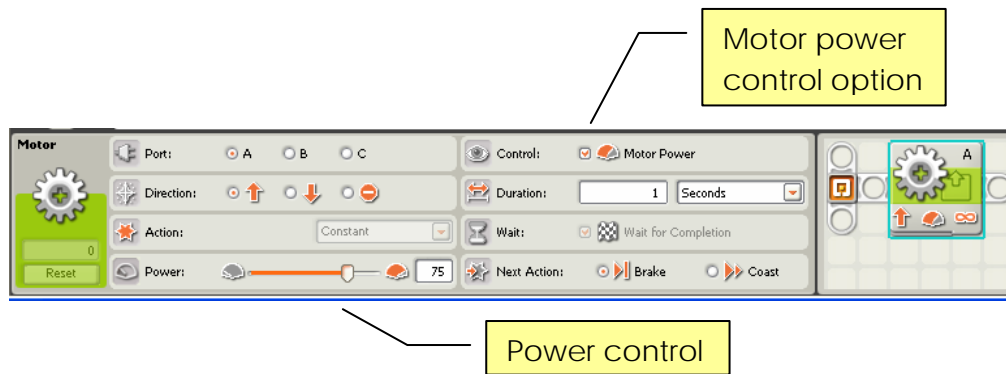 Motor power
control option
Motor
Port: A B C
Control: Motor Power
A
Direction:
Duration: 1 Seconds
Action: Constant
Wait: Wait for Completion
0
Reset
Power: 75
Next Action: Brake Coast
Power control